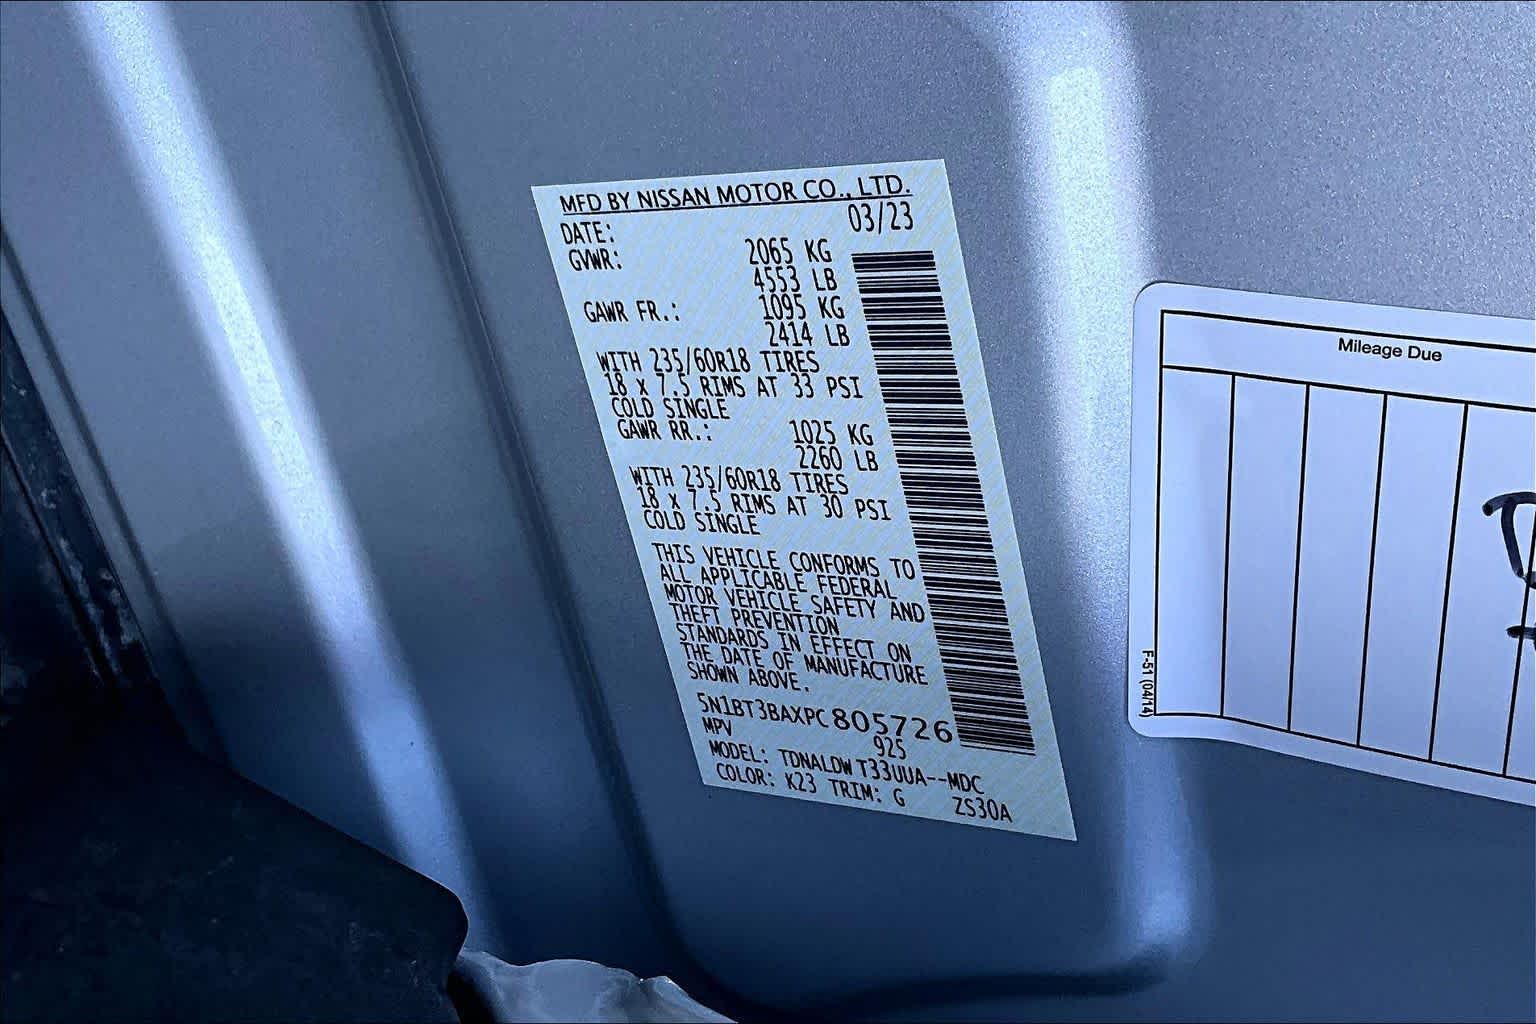 MFD BY NISSAN MOTOR CO., LTD.
DATE: 03/23
GVWR: 2065 KG
4553 LB
GAWR FR.: 1095 KG
2414 LB
WITH 235/60R18 TIRES
18 x 7.5 RIMS AT 33 PSI
COLD SINGLE
GAWR RR.: 1025 KG
2260 LB
WITH 235/60R18 TIRES
18 x 7.5 RIMS AT 30 PSI
COLD SINGLE
THIS VEHICLE CONFORMS TO
ALL APPLICABLE FEDERAL
MOTOR VEHICLE SAFETY AND
THEFT PREVENTION
STANDARDS IN EFFECT ON
THE DATE OF MANUFACTURE
SHOWN ABOVE.
5N1BT3BAXPC805726
MPV 925
MODEL: TDNALDW T33UUA--MDC
COLOR: K23 TRIM: G ZS30A
Mileage Due
F-51 (04/14)